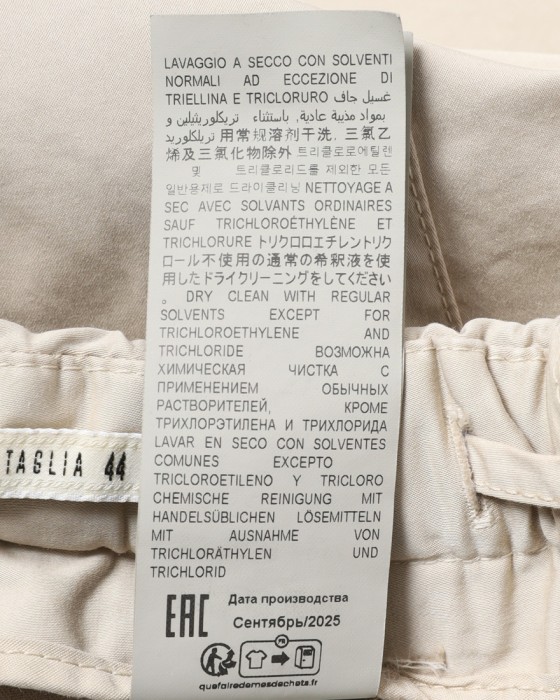 LAVAGGIO A SECCO CON SOLVENTI
NORMALI AD ECCEZIONE DI
TRIELLINA E TRICLORURO غسيل جاف
بمواد مذيبة عادية, باستثناء تريكلوريثيلين و
تريلكلوريد 用常规溶剂干洗, 三氯乙
烯及三氯化物除外 트리클로로에틸렌
및 트리클로리드를 제외한 모든
일반용제로 드라이클리닝 NETTOYAGE A
SEC AVEC SOLVANTS ORDINAIRES
SAUF TRICHLOROÉTHYLÈNE ET
TRICHLORURE トリクロロエチレントリク
ロール不使用の通常の希釈液を使
用したドライクリーニングをしてください
。 DRY CLEAN WITH REGULAR
SOLVENTS EXCEPT FOR
TRICHLOROETHYLENE AND
TRICHLORIDE ВОЗМОЖНА
ХИМИЧЕСКАЯ ЧИСТКА С
ПРИМЕНЕНИЕМ ОБЫЧНЫХ
РАСТВОРИТЕЛЕЙ, КРОМЕ
ТРИХЛОРЭТИЛЕНА И ТРИХЛОРИДА
LAVAR EN SECO CON SOLVENTES
COMUNES EXCEPTO
TRICLOROETILENO Y TRICLORO
CHEMISCHE REINIGUNG MIT
HANDELSÜBLICHEN LÖSEMITTELN
MIT AUSNAHME VON
TRICHLORÄTHYLEN UND
TRICHLORID
EAC
Дата производства
Сентябрь/2025
FR
quefairedemesdechets.fr
TAGLIA 44